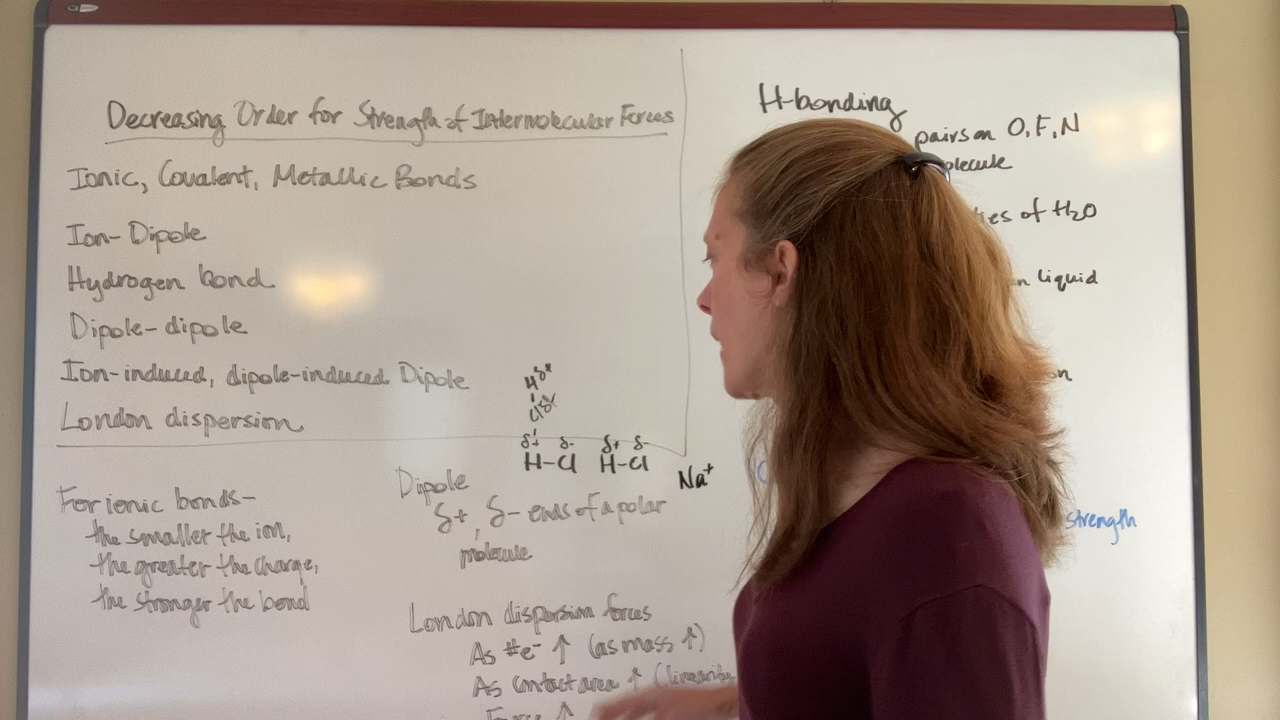 Decreasing Order for Strength of Intermolecular Forces
Ionic, Covalent, Metallic Bonds
Ion-Dipole
Hydrogen bond
Dipole-dipole
Ion-induced, dipole-induced Dipole
London dispersion
For ionic bonds-
the smaller the ion,
the greater the charge,
the stronger the bond
Hδ+
δ+ δ- δ+ δ-
H-Cl H-Cl
Na+
Dipole
δ+, δ- ends of a polar
molecule
London dispersion forces
As #e- ↑ (as mass ↑)
As contact area ↑ (linearity
Force ↑
H-bonding
pairs on O, F, N
of H2O
liquid
strength